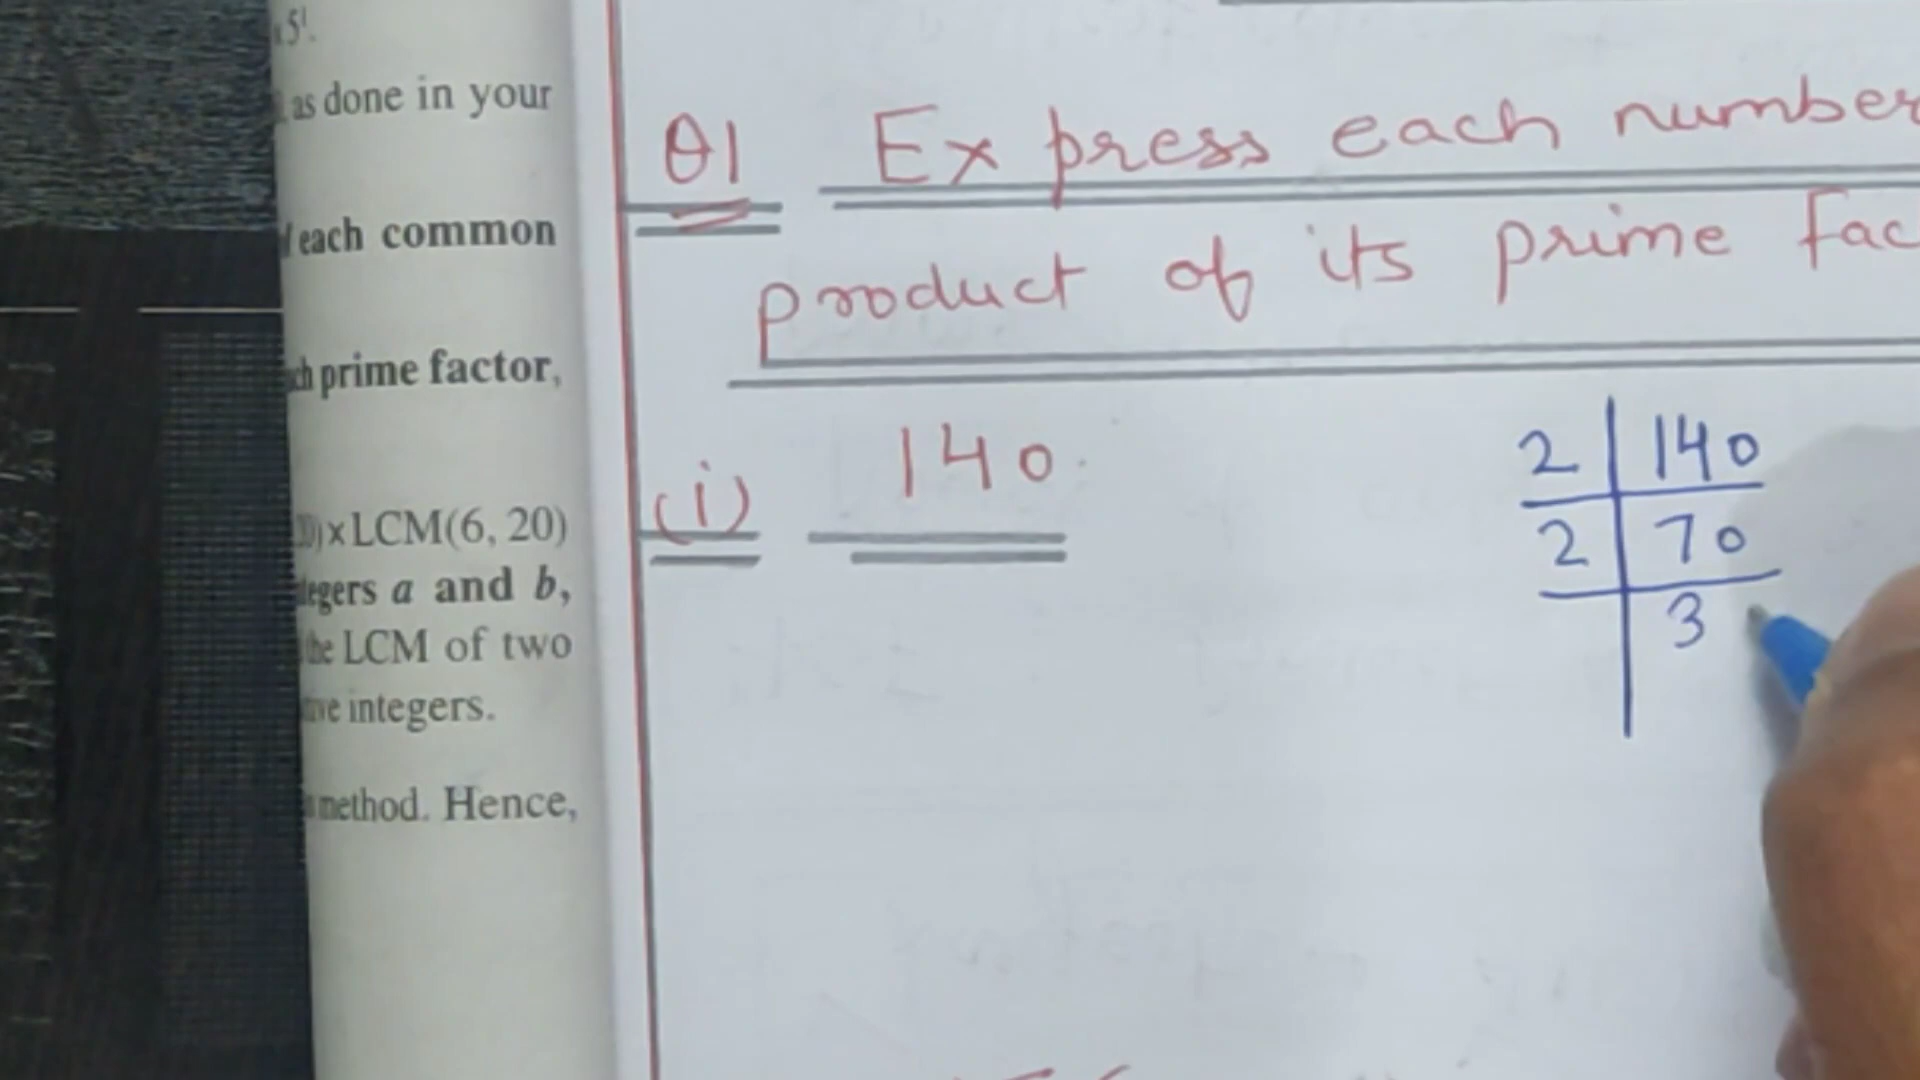 5¹.
as done in your
each common
prime factor,
×LCM(6, 20)
a and b,
the LCM of two
integers.
method. Hence,
Q1 Express each number
product of its prime fac
(i) 140
2 140
2 70
3